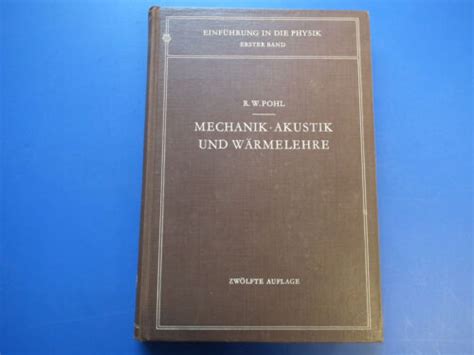 EINFÜHRUNG IN DIE PHYSIK
ERSTER BAND
R. W. POHL
MECHANIK·AKUSTIK
UND WÄRMELEHRE
ZWÖLFTE AUFLAGE